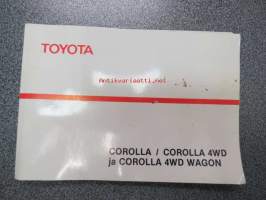 TOYOTA
Antikvariaatti.net
COROLLA / COROLLA 4WD
ja COROLLA 4WD WAGON